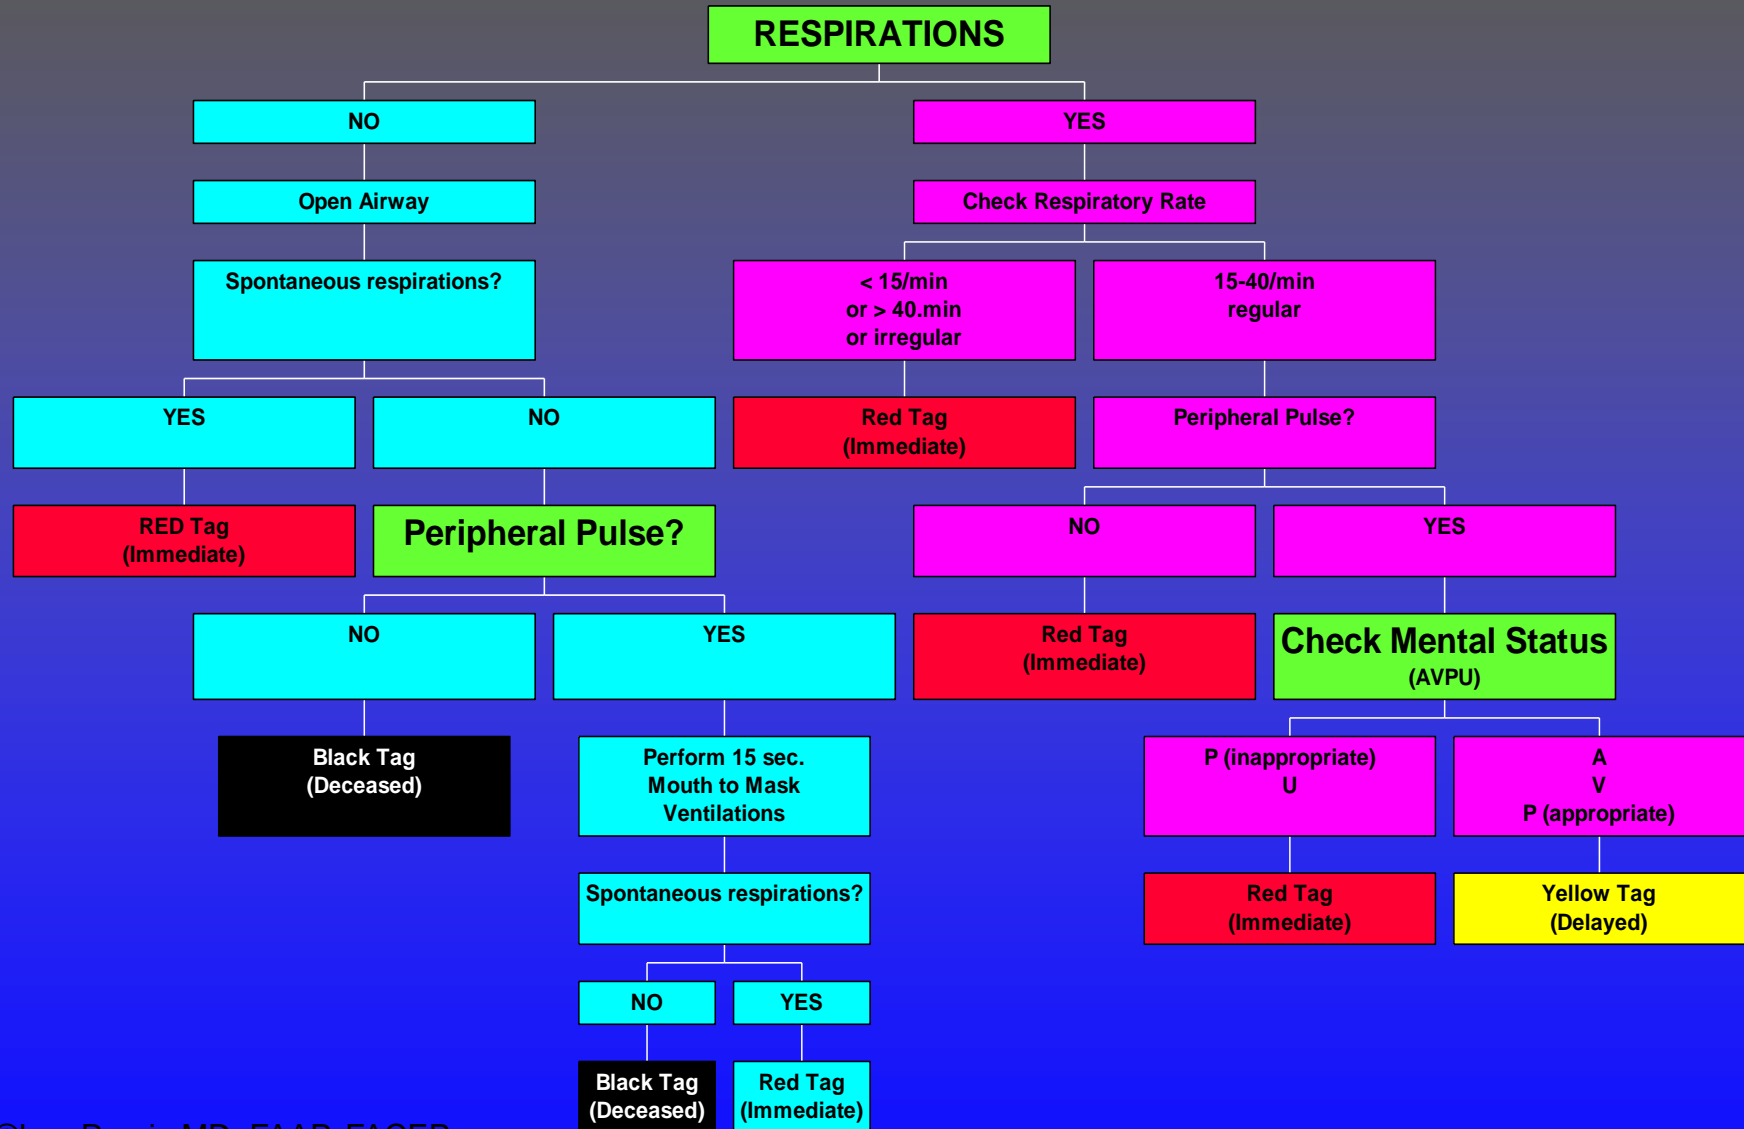 RESPIRATIONS
NO
YES
Open Airway
Check Respiratory Rate
Spontaneous respirations?
< 15/min
or > 40.min
or irregular
15-40/min
regular
YES
NO
Red Tag
(Immediate)
Peripheral Pulse?
RED Tag
(Immediate)
Peripheral Pulse?
NO
YES
NO
YES
Red Tag
(Immediate)
Check Mental Status
(AVPU)
Black Tag
(Deceased)
Perform 15 sec.
Mouth to Mask
Ventilations
P (inappropriate)
U
A
V
P (appropriate)
Spontaneous respirations?
Red Tag
(Immediate)
Yellow Tag
(Delayed)
NO
YES
Black Tag
(Deceased)
Red Tag
(Immediate)
MD, FAAP, FACEP